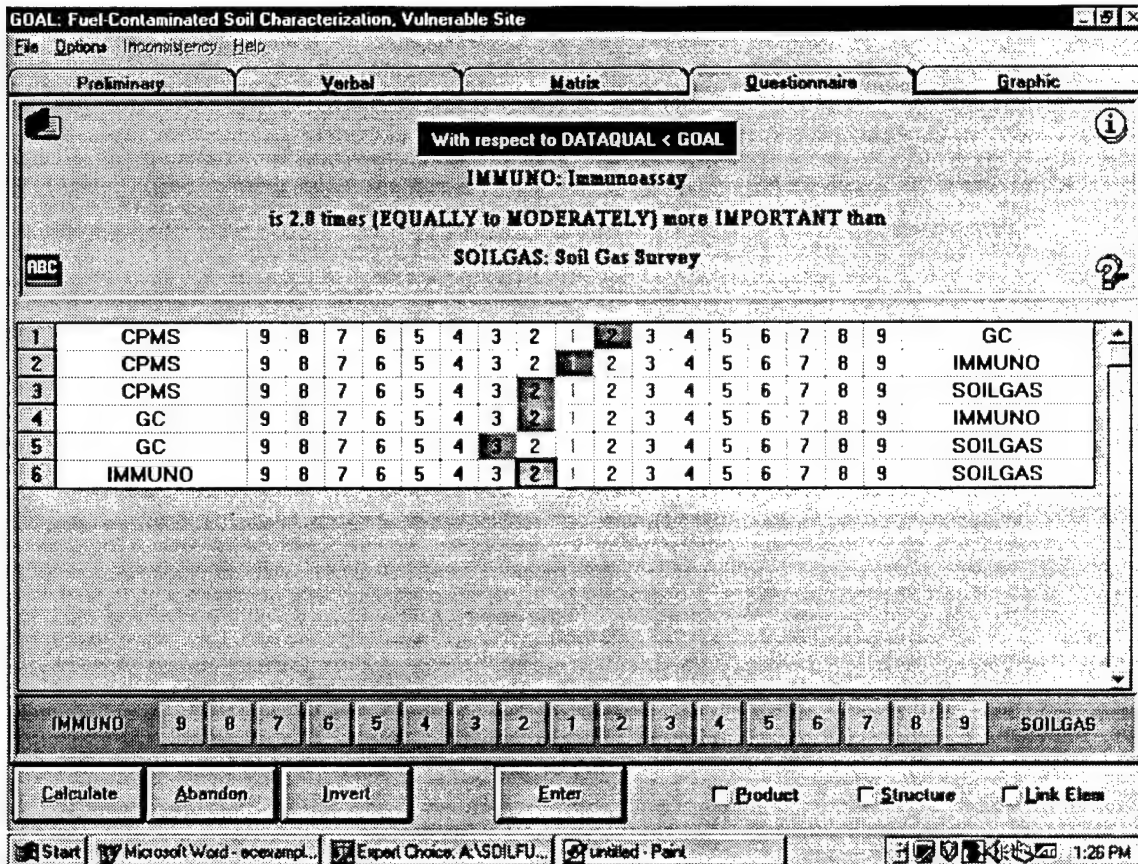 GOAL: Fuel-Contaminated Soil Characterization, Vulnerable Site
File Options Inconsistency Help
Preliminary Verbal Matrix Questionnaire Graphic
With respect to DATAQUAL < GOAL
IMMUNO: Immunoassay
is 2.0 times (EQUALLY to MODERATELY) more IMPORTANT than
SOILGAS: Soil Gas Survey
ABC
1 CPMS 9 8 7 6 5 4 3 2 1 2 3 4 5 6 7 8 9 GC
2 CPMS 9 8 7 6 5 4 3 2 1 2 3 4 5 6 7 8 9 IMMUNO
3 CPMS 9 8 7 6 5 4 3 2 1 2 3 4 5 6 7 8 9 SOILGAS
4 GC 9 8 7 6 5 4 3 2 1 2 3 4 5 6 7 8 9 IMMUNO
5 GC 9 8 7 6 5 4 3 2 1 2 3 4 5 6 7 8 9 SOILGAS
6 IMMUNO 9 8 7 6 5 4 3 2 1 2 3 4 5 6 7 8 9 SOILGAS
IMMUNO 9 8 7 6 5 4 3 2 1 2 3 4 5 6 7 8 9 SOILGAS
Calculate Abandon Invert Enter Product Structure Link Elem
Start Microsoft Word - ecexampl... Expert Choice: A:\SOILFU... untitled - Paint 1:26 PM